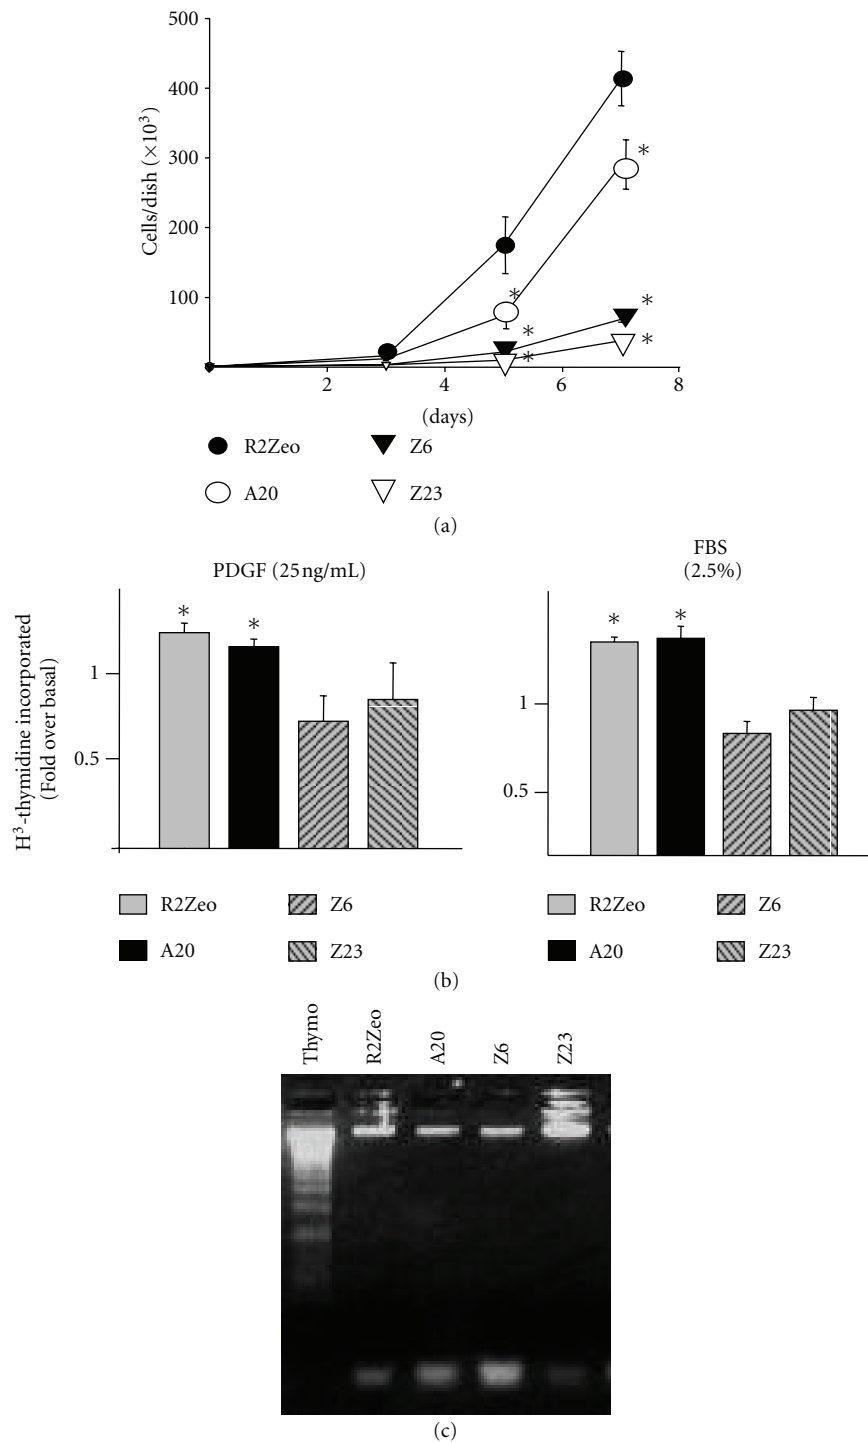 500
400
300
200
100
Cells/dish (×10³)
* * * * * *
2 4 6 8
(days)
R2Zeo Z6
A20 Z23
(a)
PDGF (25 ng/mL)
FBS
(2.5%)
H³-thymidine incorporated
(Fold over basal)
* *
1
0.5
* *
1
0.5
R2Zeo Z6
A20 Z23
R2Zeo Z6
A20 Z23
(b)
Thymo R2Zeo A20 Z6 Z23
(c)